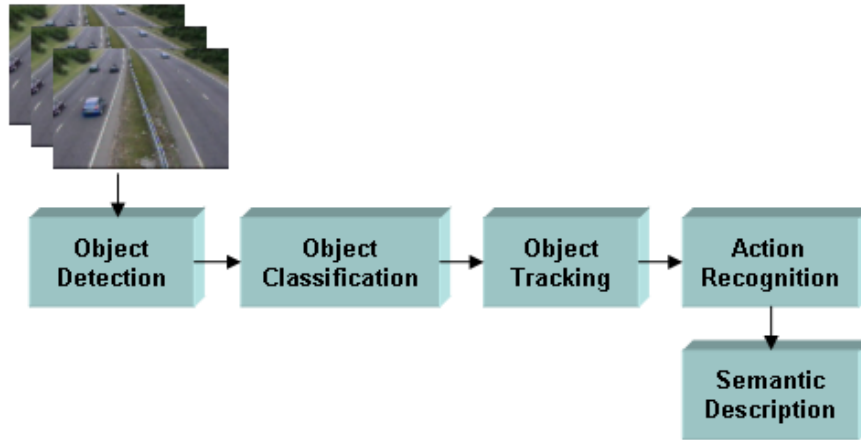 Object
Detection
Object
Classification
Object
Tracking
Action
Recognition
Semantic
Description